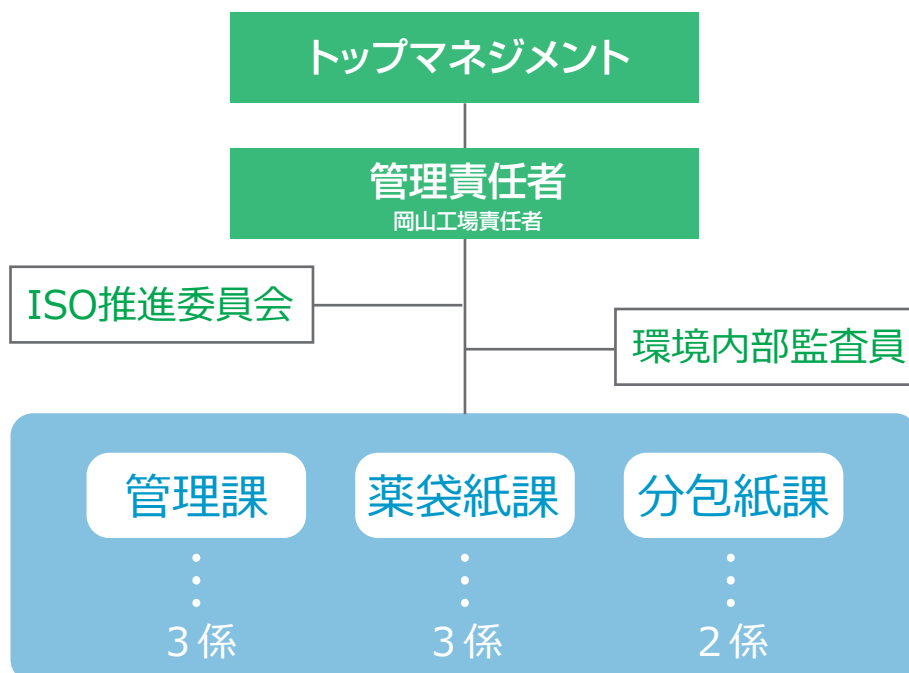 トップマネジメント
管理責任者
岡山工場責任者
ISO推進委員会
環境内部監査員
管理課
薬袋紙課
分包紙課
3係
3係
2係